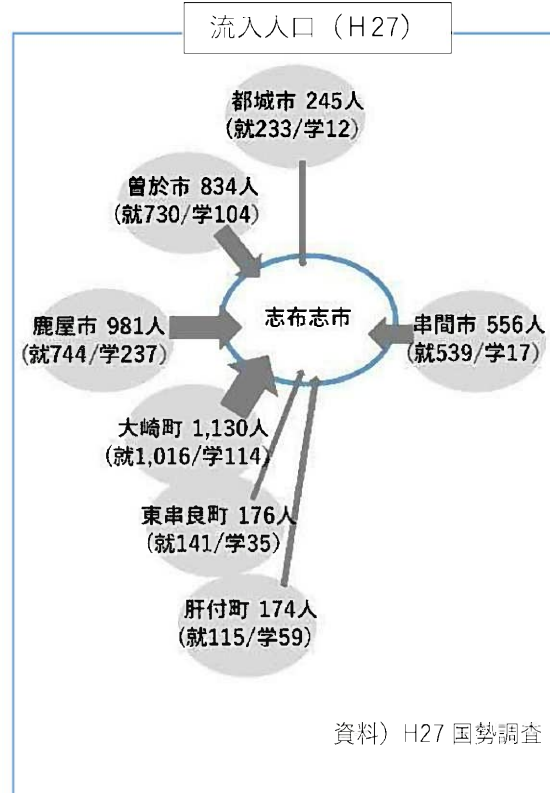 流入人口（H27）
都城市 245人
(就233/学12)
曽於市 834人
(就730/学104)
志布志市
鹿屋市 981人
(就744/学237)
串間市 556人
(就539/学17)
大崎町 1,130人
(就1,016/学114)
東串良町 176人
(就141/学35)
肝付町 174人
(就115/学59)
資料）H27 国勢調査